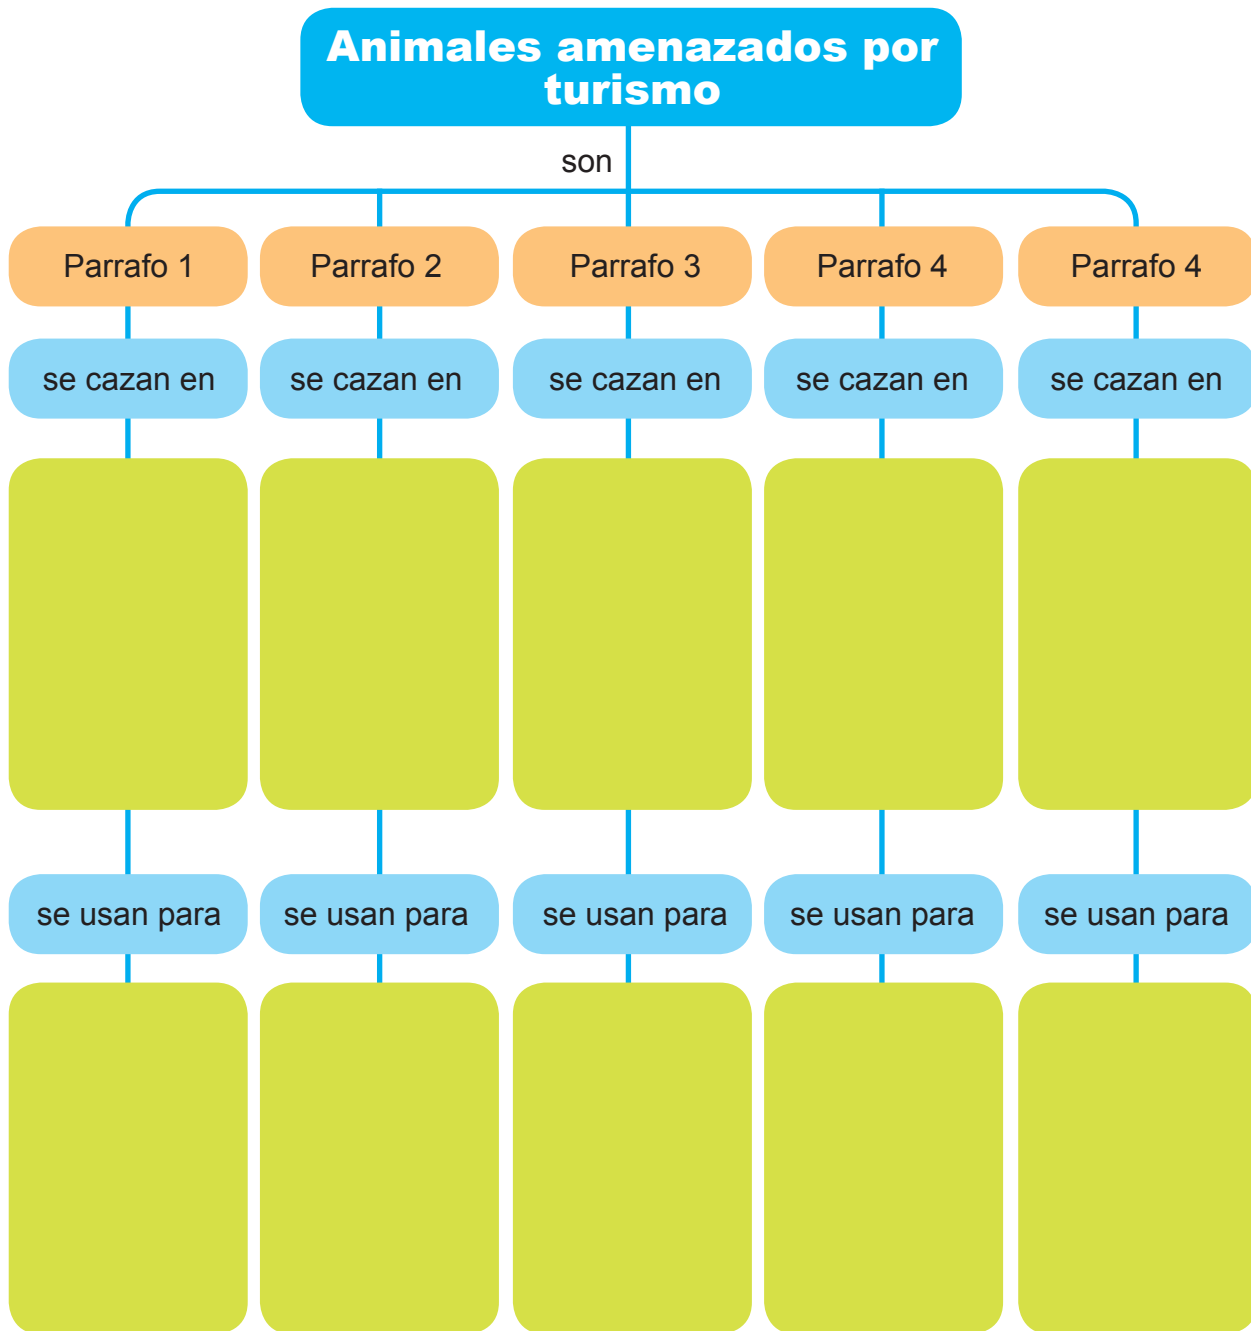 Animales amenazados por
turismo
son
Parrafo 1
Parrafo 2
Parrafo 3
Parrafo 4
Parrafo 4
se cazan en
se cazan en
se cazan en
se cazan en
se cazan en
se usan para
se usan para
se usan para
se usan para
se usan para